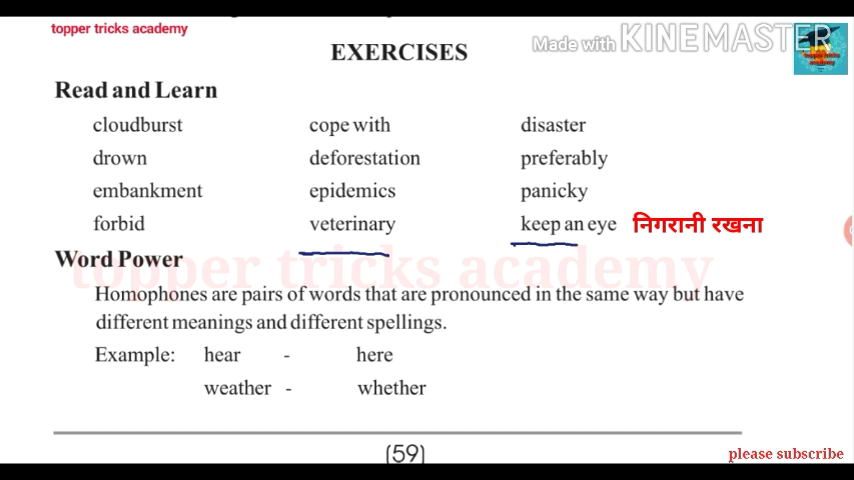 topper tricks academy
Made with KINEMASTER
EXERCISES
Read and Learn
cloudburst cope with disaster
drown deforestation preferably
embankment epidemics panicky
forbid veterinary keep an eye निगरानी रखना
Word Power
topper tricks academy
Homophones are pairs of words that are pronounced in the same way but have
different meanings and different spellings.
Example: hear - here
weather - whether
(59)
please subscribe